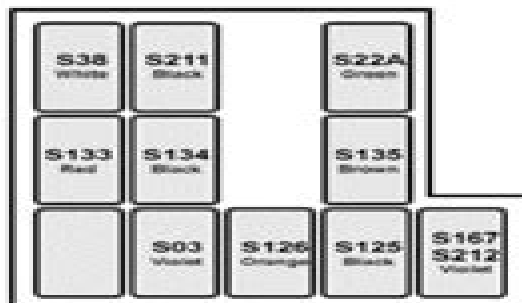 S38
White
S211
Black
S22A
Green
S133
Red
S134
Black
S135
Brown
S03
Violet
S126
Orange
S125
Black
S167
S212
Violet